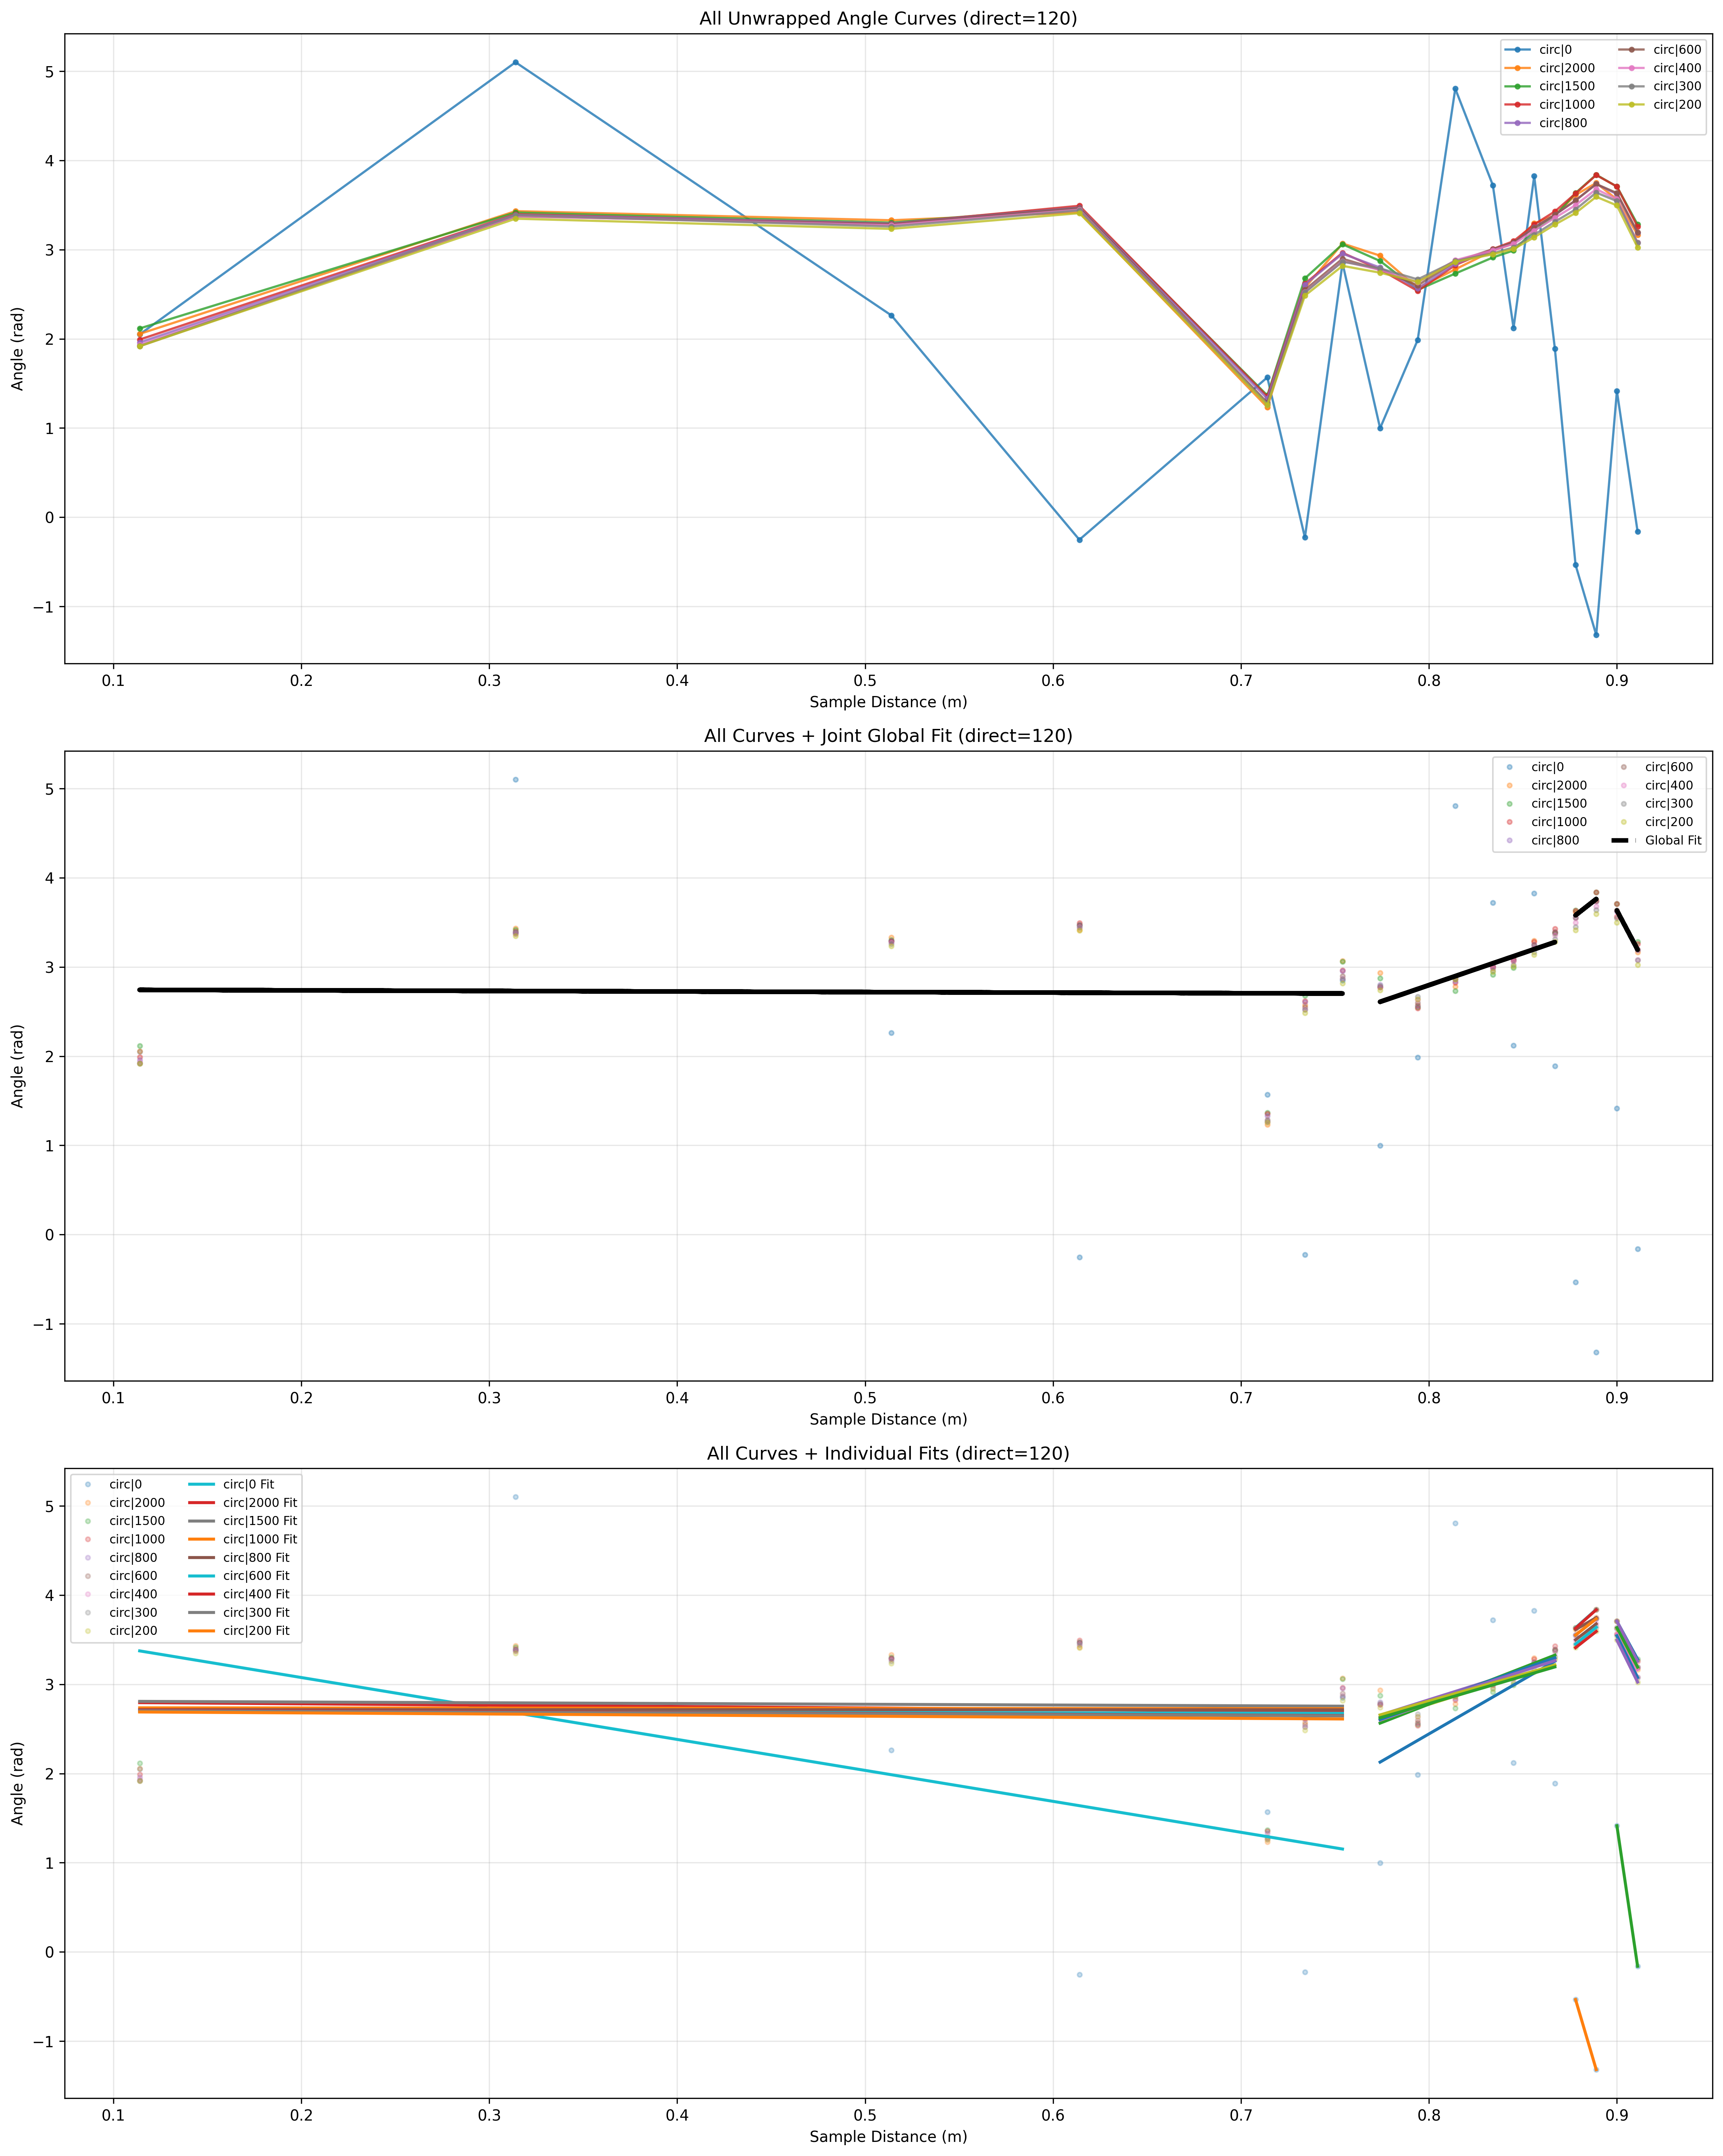 All Unwrapped Angle Curves (direct=120)
circ|0
circ|2000
circ|1500
circ|1000
circ|800
circ|600
circ|400
circ|300
circ|200
Angle (rad)
5
4
3
2
1
0
−1
0.1 0.2 0.3 0.4 0.5 0.6 0.7 0.8 0.9
Sample Distance (m)
All Curves + Joint Global Fit (direct=120)
circ|0
circ|2000
circ|1500
circ|1000
circ|800
circ|600
circ|400
circ|300
circ|200
Global Fit
Angle (rad)
5
4
3
2
1
0
−1
0.1 0.2 0.3 0.4 0.5 0.6 0.7 0.8 0.9
Sample Distance (m)
All Curves + Individual Fits (direct=120)
circ|0
circ|2000
circ|1500
circ|1000
circ|800
circ|600
circ|400
circ|300
circ|200
circ|0 Fit
circ|2000 Fit
circ|1500 Fit
circ|1000 Fit
circ|800 Fit
circ|600 Fit
circ|400 Fit
circ|300 Fit
circ|200 Fit
Angle (rad)
5
4
3
2
1
0
−1
0.1 0.2 0.3 0.4 0.5 0.6 0.7 0.8 0.9
Sample Distance (m)